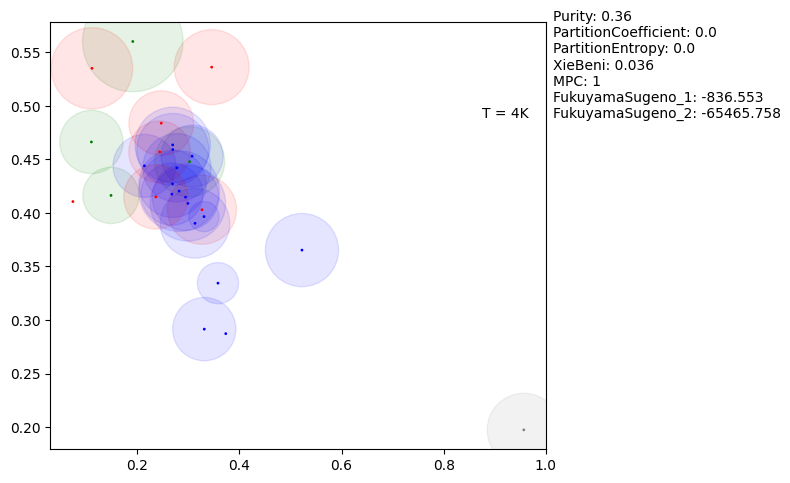 Purity: 0.36
PartitionCoefficient: 0.0
PartitionEntropy: 0.0
XieBeni: 0.036
MPC: 1
FukuyamaSugeno_1: -836.553
FukuyamaSugeno_2: -65465.758
T = 4K
0.55
0.50
0.45
0.40
0.35
0.30
0.25
0.20
0.2 0.4 0.6 0.8 1.0